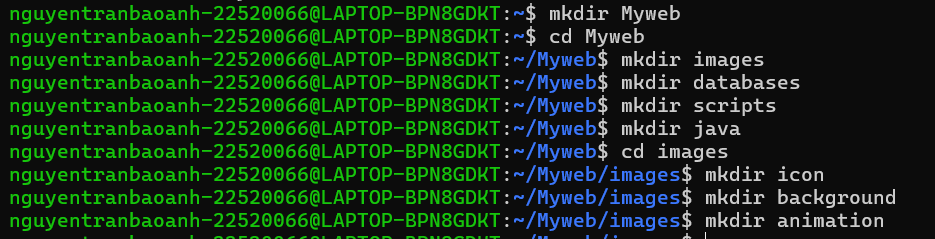 nguyentranbaoanh-22520066@LAPTOP-BPN8GDKT:~$ mkdir Myweb
nguyentranbaoanh-22520066@LAPTOP-BPN8GDKT:~$ cd Myweb
nguyentranbaoanh-22520066@LAPTOP-BPN8GDKT:~/Myweb$ mkdir images
nguyentranbaoanh-22520066@LAPTOP-BPN8GDKT:~/Myweb$ mkdir databases
nguyentranbaoanh-22520066@LAPTOP-BPN8GDKT:~/Myweb$ mkdir scripts
nguyentranbaoanh-22520066@LAPTOP-BPN8GDKT:~/Myweb$ mkdir java
nguyentranbaoanh-22520066@LAPTOP-BPN8GDKT:~/Myweb$ cd images
nguyentranbaoanh-22520066@LAPTOP-BPN8GDKT:~/Myweb/images$ mkdir icon
nguyentranbaoanh-22520066@LAPTOP-BPN8GDKT:~/Myweb/images$ mkdir background
nguyentranbaoanh-22520066@LAPTOP-BPN8GDKT:~/Myweb/images$ mkdir animation